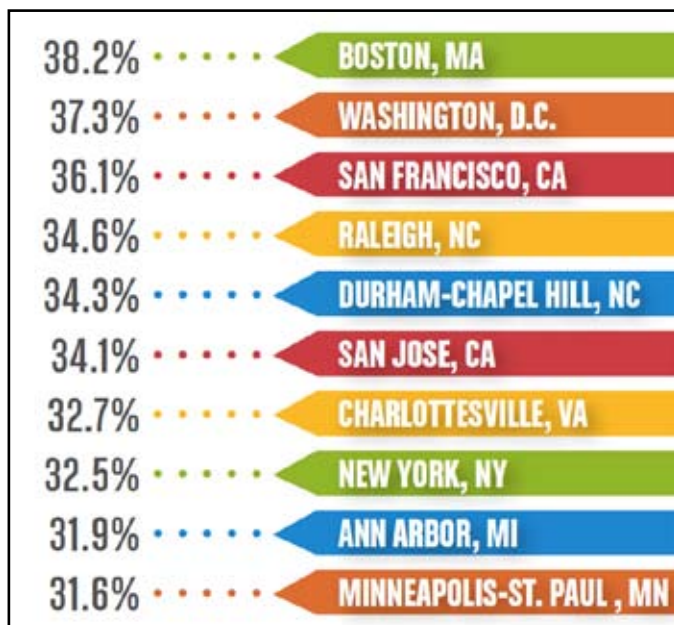 38.2% BOSTON, MA
37.3% WASHINGTON, D.C.
36.1% SAN FRANCISCO, CA
34.6% RALEIGH, NC
34.3% DURHAM-CHAPEL HILL, NC
34.1% SAN JOSE, CA
32.7% CHARLOTTESVILLE, VA
32.5% NEW YORK, NY
31.9% ANN ARBOR, MI
31.6% MINNEAPOLIS-ST. PAUL , MN